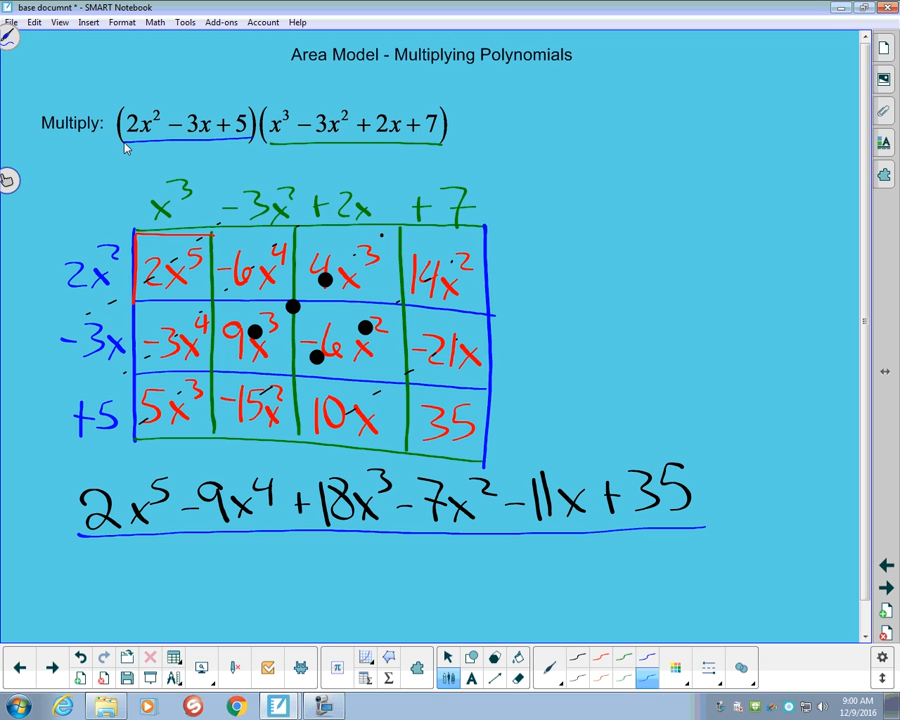 base documnt * - SMART Notebook
File Edit View Insert Format Math Tools Add-ons Account Help
Area Model - Multiplying Polynomials
Multiply: (2x² − 3x + 5)(x³ − 3x² + 2x + 7)
x³ -3x² +2x +7
2x² 2x⁵ -6x⁴ 4x³ 14x²
-3x -3x⁴ 9x³ -6x² -21x
+5 5x³ -15x² 10x 35
2x⁵ -9x⁴ +18x³ -7x² -11x +35
9:00 AM
12/9/2016